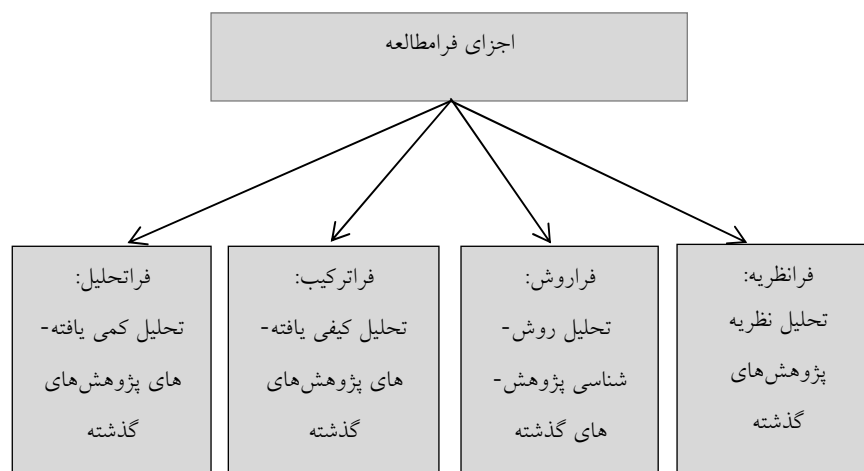 اجزای فرامطالعه
فرانظریه:
تحلیل نظریه
پژوهش‌های
گذشته
فراروش:
تحلیل روش-
شناسی پژوهش-
های گذشته
فراترکیب:
تحلیل کیفی یافته-
های پژوهش‌های
گذشته
فراتحلیل:
تحلیل کمی یافته-
های پژوهش‌های
گذشته